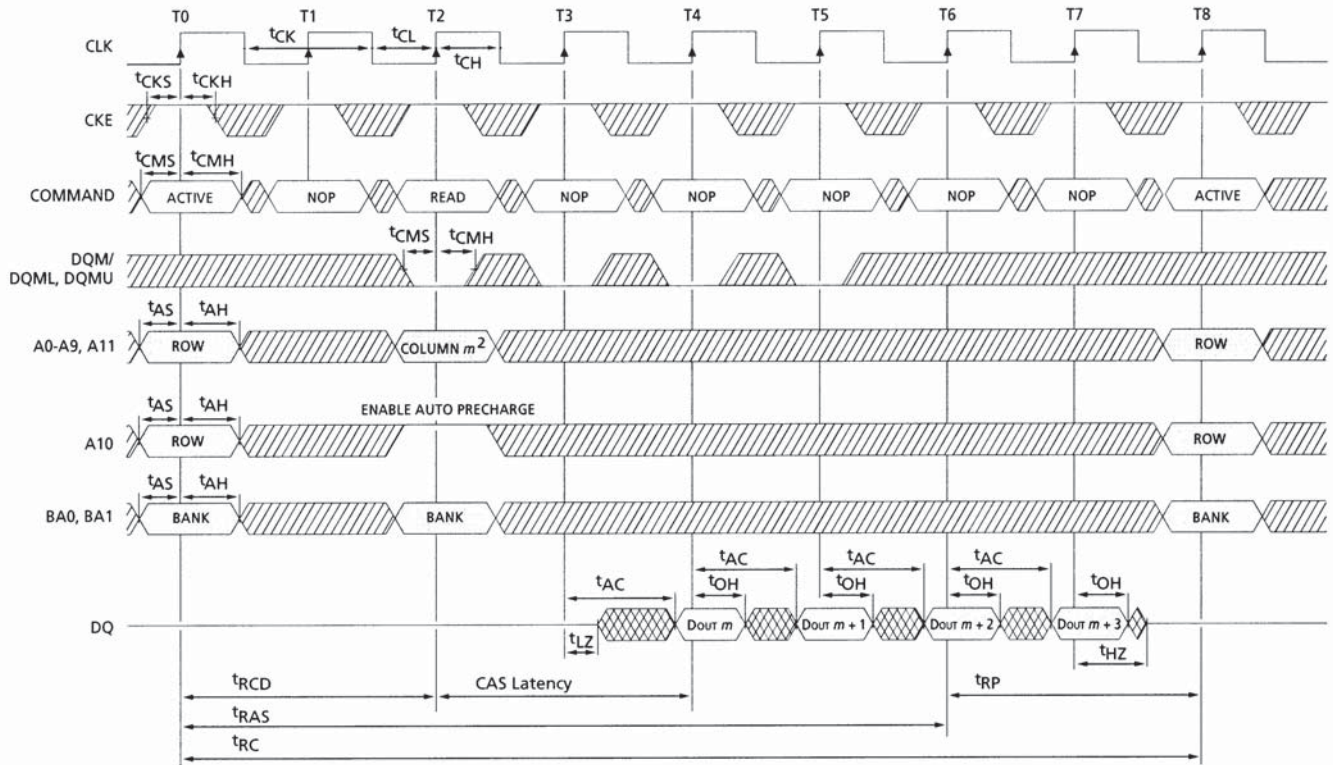 T0 T1 T2 T3 T4 T5 T6 T7 T8
CLK tCK tCL tCH
tCKS tCKH
CKE
tCMS tCMH
COMMAND ACTIVE NOP READ NOP NOP NOP NOP NOP ACTIVE
tCMS tCMH
DQM/
DQML, DQMU
tAS tAH
A0-A9, A11 ROW COLUMN m² ROW
tAS tAH ENABLE AUTO PRECHARGE
A10 ROW ROW
tAS tAH
BA0, BA1 BANK BANK BANK
tAC tAC tAC
tAC tOH tOH tOH tOH
DQ DOUT m DOUT m + 1 DOUT m + 2 DOUT m + 3
tLZ tHZ
tRCD CAS Latency tRP
tRAS
tRC